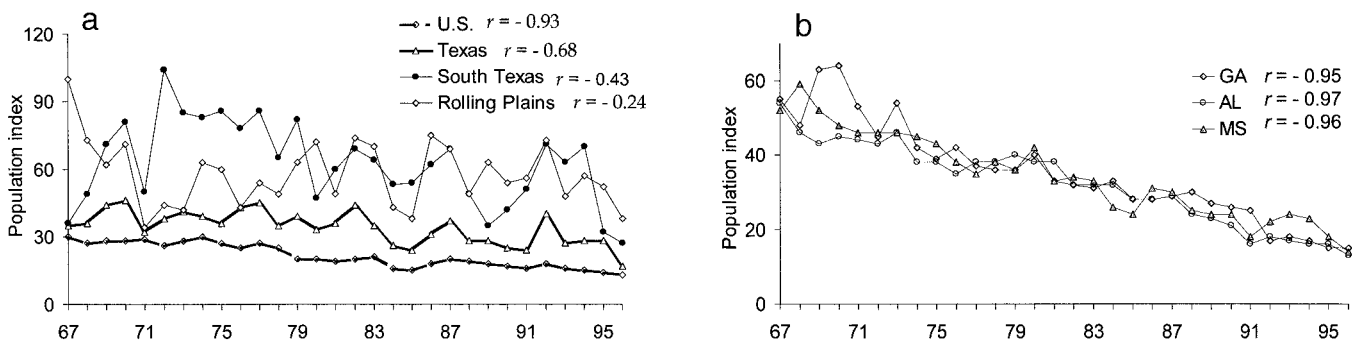 a
U.S. r = - 0.93
Texas r = - 0.68
South Texas r = - 0.43
Rolling Plains r = - 0.24
Population index
120
90
60
30
0
67 71 75 79 83 87 91 95
b
GA r = - 0.95
AL r = - 0.97
MS r = - 0.96
Population index
60
40
20
0
67 71 75 79 83 87 91 95